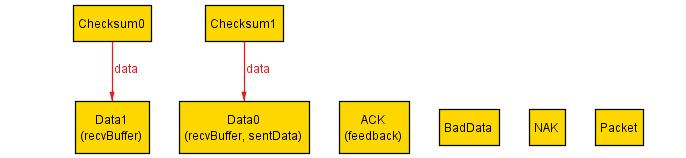 Checksum0
Checksum1
data
data
Data1
(recvBuffer)
Data0
(recvBuffer, sentData)
ACK
(feedback)
BadData
NAK
Packet